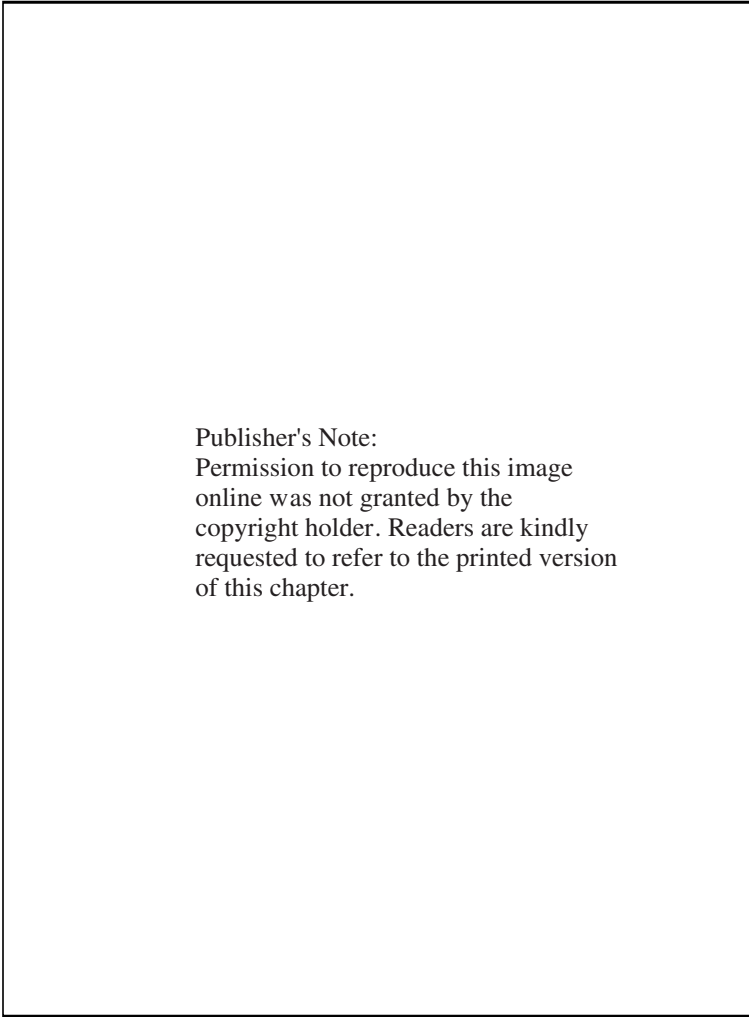 Publisher's Note:
Permission to reproduce this image
online was not granted by the
copyright holder. Readers are kindly
requested to refer to the printed version
of this chapter.